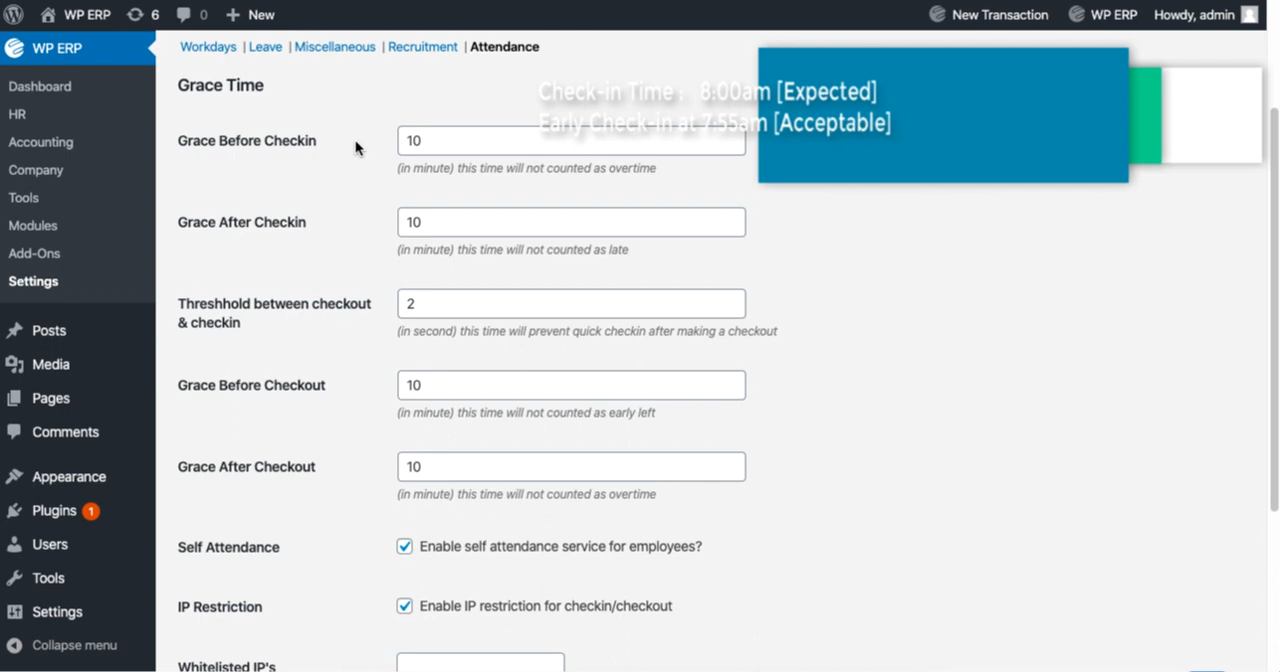 WP ERP 6 0 New New Transaction WP ERP Howdy, admin
WP ERP
Dashboard
HR
Accounting
Company
Tools
Modules
Add-Ons
Settings
Posts
Media
Pages
Comments
Appearance
Plugins 1
Users
Tools
Settings
Collapse menu
Workdays | Leave | Miscellaneous | Recruitment | Attendance
Grace Time
Check-in Time : 8:00am [Expected]
Early Check-in at 7:55am [Acceptable]
Grace Before Checkin 10
(in minute) this time will not counted as overtime
Grace After Checkin 10
(in minute) this time will not counted as late
Threshhold between checkout
& checkin
2
(in second) this time will prevent quick checkin after making a checkout
Grace Before Checkout 10
(in minute) this time will not counted as early left
Grace After Checkout 10
(in minute) this time will not counted as overtime
Self Attendance Enable self attendance service for employees?
IP Restriction Enable IP restriction for checkin/checkout
Whitelisted IP's